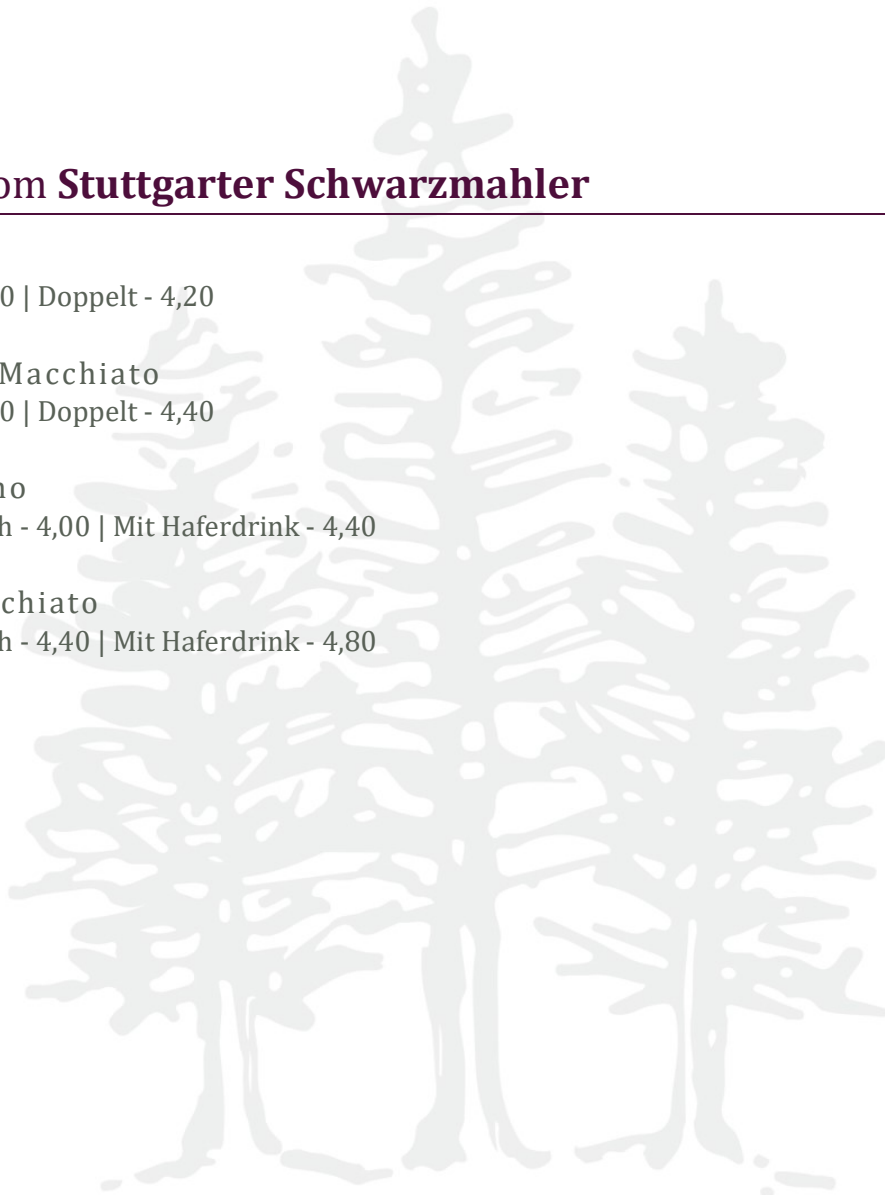 om Stuttgarter Schwarzmahler
0 | Doppelt - 4,20
Macchiato
0 | Doppelt - 4,40
no
h - 4,00 | Mit Haferdrink - 4,40
chiato
h - 4,40 | Mit Haferdrink - 4,80